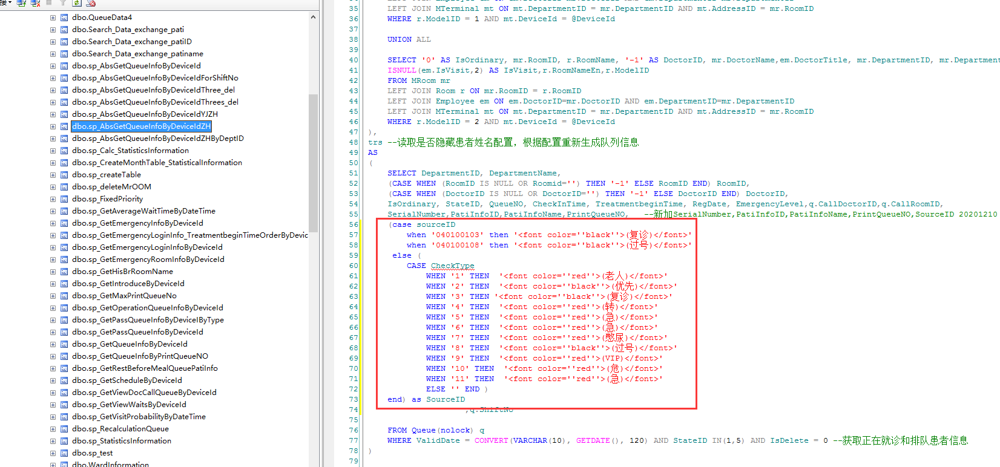 接
dbo.QueueData4
dbo.Search_Data_exchange_pati
dbo.Search_Data_exchange_patiID
dbo.Search_Data_exchange_patiname
dbo.sp_AbsGetQueueInfoByDeviceId
dbo.sp_AbsGetQueueInfoByDeviceIdForShiftNo
dbo.sp_AbsGetQueueInfoByDeviceIdThree_del
dbo.sp_AbsGetQueueInfoByDeviceIdThrees_del
dbo.sp_AbsGetQueueInfoByDeviceIdYJZH
dbo.sp_AbsGetQueueInfoByDeviceIdZH
dbo.sp_AbsGetQueueInfoByDeviceIdZHByDeptID
dbo.sp_Calc_StatisticsInformation
dbo.sp_CreateMonthTable_StatisticalInformation
dbo.sp_createTable
dbo.sp_deleteMrOOM
dbo.sp_FixedPriority
dbo.sp_GetAverageWaitTimeByDateTime
dbo.sp_GetEmergencyByDeviceId
dbo.sp_GetEmergencyLoginInfo_TreatmentbeginTimeOrderByDevic
dbo.sp_GetEmergencyLoginInfoByDeviceId
dbo.sp_GetEmergencyRoomInfoByDeviceId
dbo.sp_GetHisBrRoomName
dbo.sp_GetIntroduceByDeviceId
dbo.sp_GetMaxPrintQueueNo
dbo.sp_GetOperationQueueInfoByDeviceId
dbo.sp_GetPassQueueInfoByDeviceIByType
dbo.sp_GetPassQueueInfoByDeviceId
dbo.sp_GetQueueInfoByDeviceId
dbo.sp_GetQueueInfoByPrintQueueNO
dbo.sp_GetRestBeforeMealQueuePatiInfo
dbo.sp_GetScheduleByDeviceId
dbo.sp_GetViewDocCallQueueByDeviceId
dbo.sp_GetViewWaitsByDeviceId
dbo.sp_GetVisitProbabilityByDateTime
dbo.sp_RecalculationQueue
dbo.sp_StatisticsInformation
dbo.sp_test
dbo.WardInformation
35 LEFT JOIN MTerminal mt ON mt.DepartmentID = mr.DepartmentID AND mt.AddressID = mr.RoomID
36 WHERE r.ModelID = 1 AND mt.DeviceId = @DeviceId
37
38 UNION ALL
39
40 SELECT '0' AS IsOrdinary, mr.RoomID, r.RoomName, '-1' AS DoctorID, mr.DoctorName,em.DoctorTitle, mr.DepartmentID, mr.Department
41 ISNULL(em.IsVisit,2) AS IsVisit,r.RoomNameEn,r.ModelID
42 FROM MRoom mr
43 LEFT JOIN Room r ON mr.RoomID = r.RoomID
44 LEFT JOIN Employee em ON em.DoctorID=mr.DoctorID AND em.DepartmentID=mr.DepartmentID
45 LEFT JOIN MTerminal mt ON mt.DepartmentID = mr.DepartmentID AND mt.AddressID = mr.RoomID
46 WHERE r.ModelID = 2 AND mt.DeviceId = @DeviceId
47 ),
48 trs --读取是否隐藏患者姓名配置，根据配置重新生成队列信息
49 AS
50 (
51 SELECT DepartmentID, DepartmentName,
52 (CASE WHEN (RoomID IS NULL OR Roomid='') THEN '-1' ELSE RoomID END) RoomID,
53 (CASE WHEN (DoctorID IS NULL OR DoctorID='') THEN '-1' ELSE DoctorID END) DoctorID,
54 IsOrdinary, StateID, QueueNO, CheckInTime, TreatmentbeginTime, RegDate, EmergencyLevel,q.CallDoctorID,q.CallRoomID,
55 SerialNumber,PatiInfoID,PatiInfoName,PrintQueueNO, --新加SerialNumber,PatiInfoID,PatiInfoName,PrintQueueNO,SourceID 20201210
56 (case sourceID
57 when '040100103' then '<font color=''black''>(复诊)</font>'
58 when '040100108' then '<font color=''black''>(过号)</font>'
59 else (
60 CASE CheckType
61 WHEN '1' THEN '<font color=''red''>(老人)</font>'
62 WHEN '2' THEN '<font color=''black''>(优先)</font>'
63 WHEN '3' THEN '<font color=''black''>(复诊)</font>'
64 WHEN '4' THEN '<font color=''red''>(转)</font>'
65 WHEN '5' THEN '<font color=''red''>(急)</font>'
66 WHEN '6' THEN '<font color=''red''>(急)</font>'
67 WHEN '7' THEN '<font color=''red''>(憋尿)</font>'
68 WHEN '8' THEN '<font color=''black''>(过号)</font>'
69 WHEN '9' THEN '<font color=''red''>(VIP)</font>'
70 WHEN '10' THEN '<font color=''red''>(危)</font>'
71 WHEN '11' THEN '<font color=''red''>(急)</font>'
72 ELSE '' END )
73 end) as SourceID
74 ,q.ShiftNo
75
76 FROM Queue(nolock) q
77 WHERE ValidDate = CONVERT(VARCHAR(10), GETDATE(), 120) AND StateID IN(1,5) AND IsDelete = 0 --获取正在就诊和排队患者信息
78 )
79